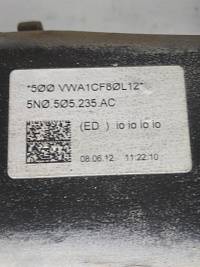 *5ØØ VWA1CF8ØL12*
5NØ.5Ø5.235.AC
(ED ) io io io io
08.06.12 11:22:10